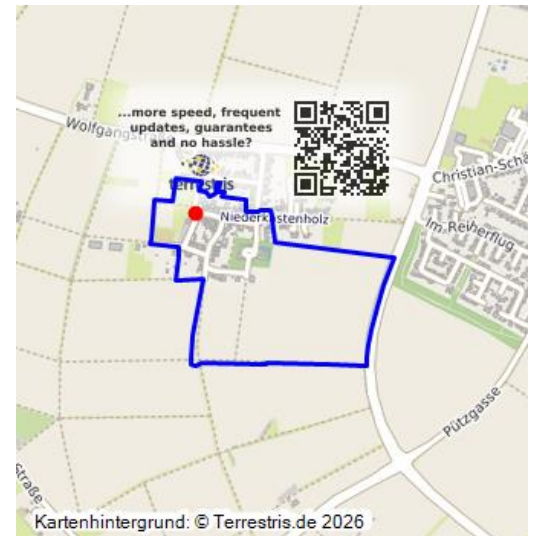 ...more speed, frequent
updates, guarantees
and no hassle?
Wolfgangstraße
terrestris
Niederkastenholz
Christian-Schä
Im Reiherflug
Pützgasse
Straße
Kartenhintergrund: © Terrestris.de 2026